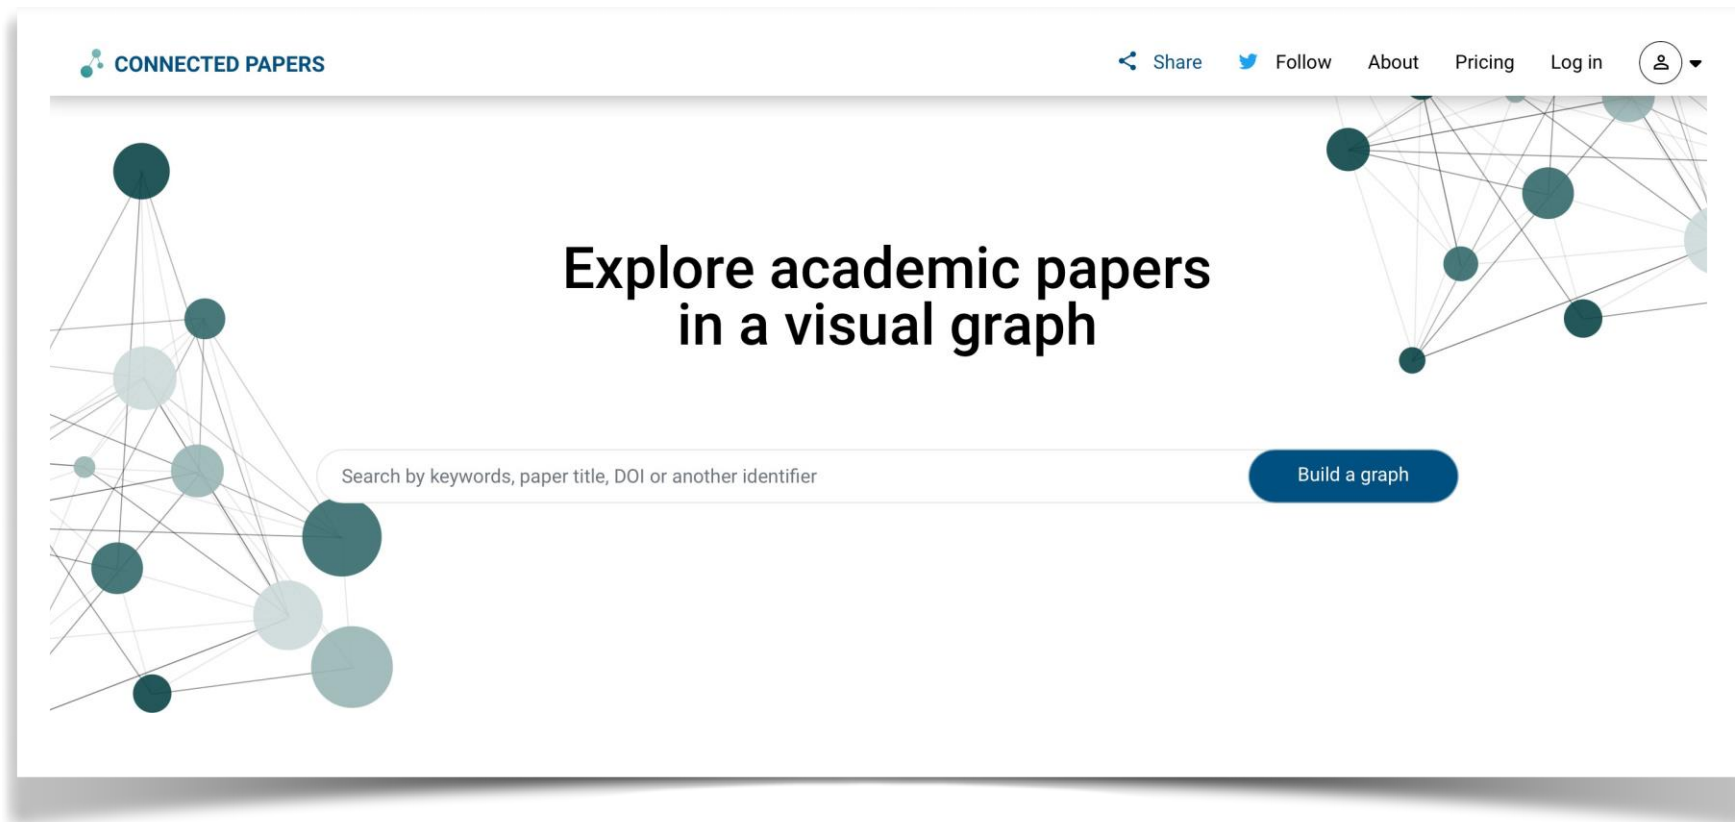 CONNECTED PAPERS
Share Follow About Pricing Log in
Explore academic papers
in a visual graph
Search by keywords, paper title, DOI or another identifier
Build a graph